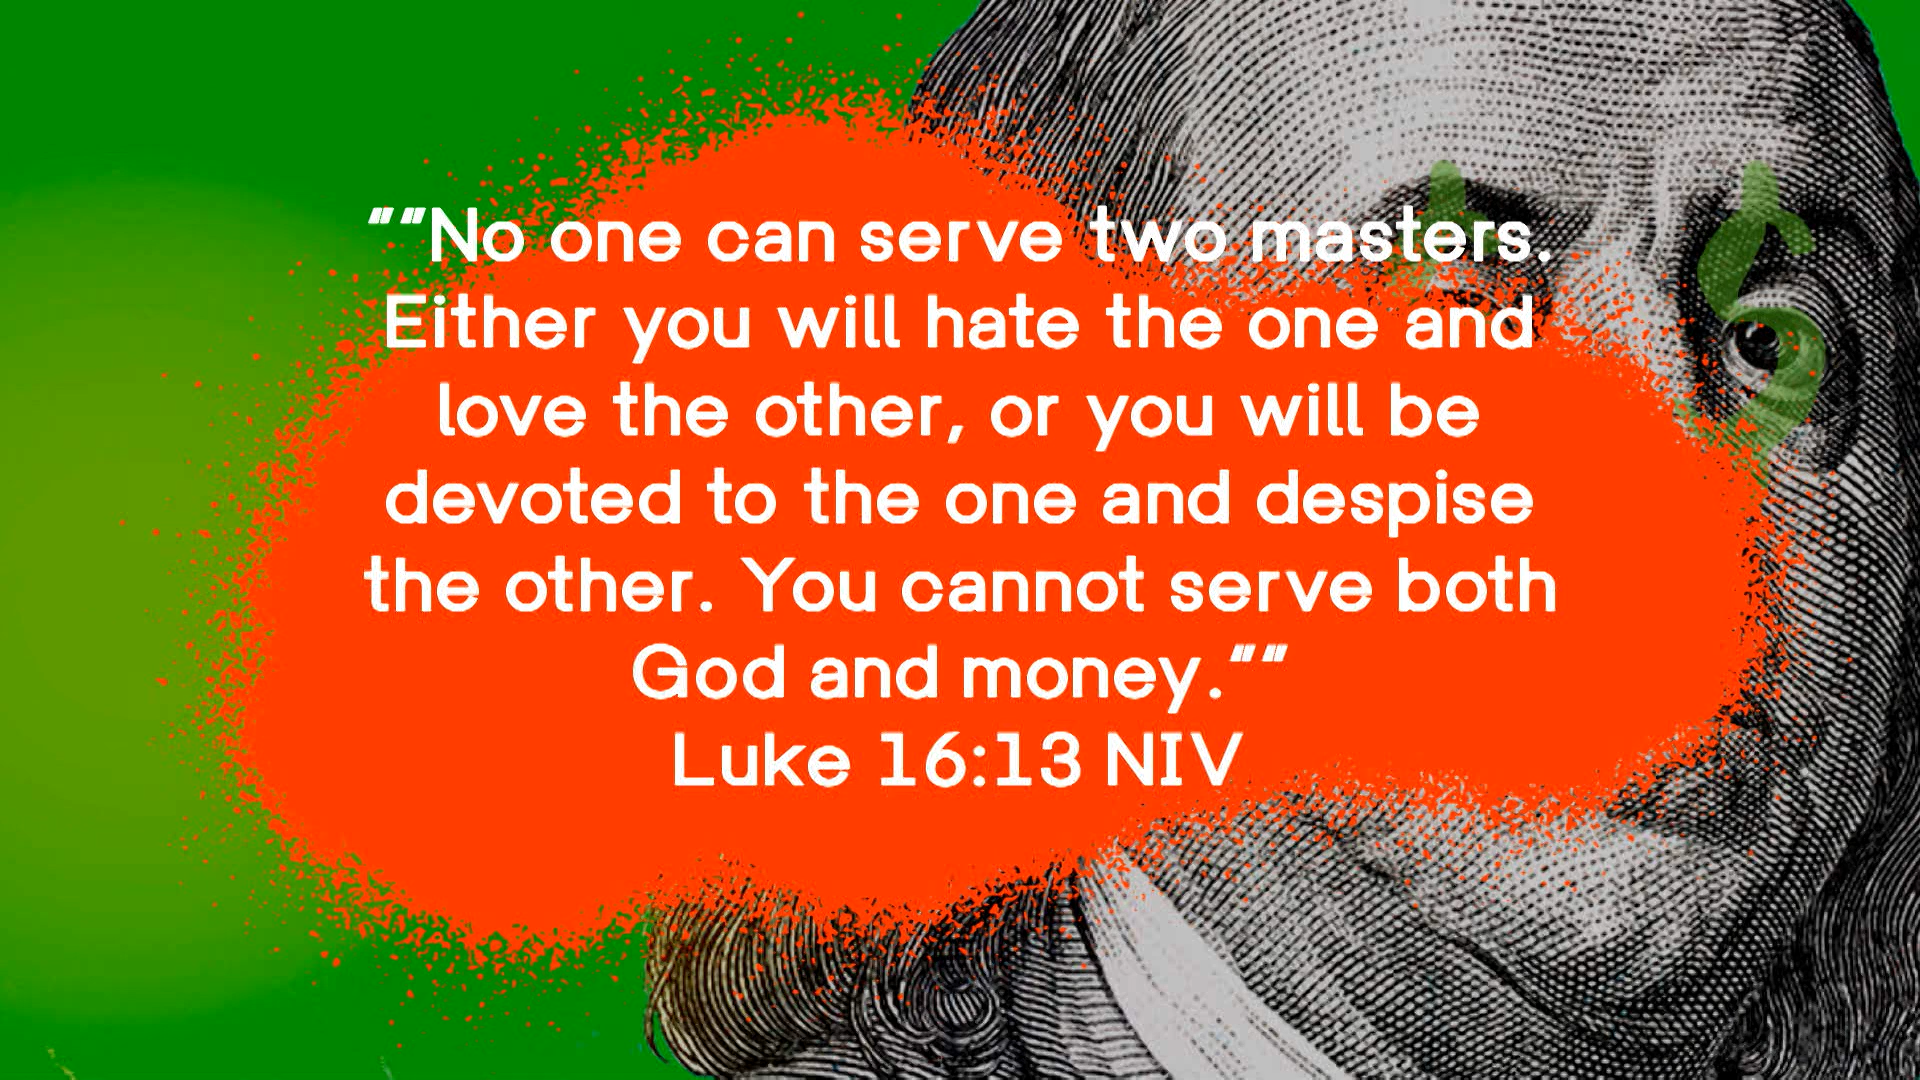 ““No one can serve two masters.
Either you will hate the one and
love the other, or you will be
devoted to the one and despise
the other. You cannot serve both
God and money.””
Luke 16:13 NIV